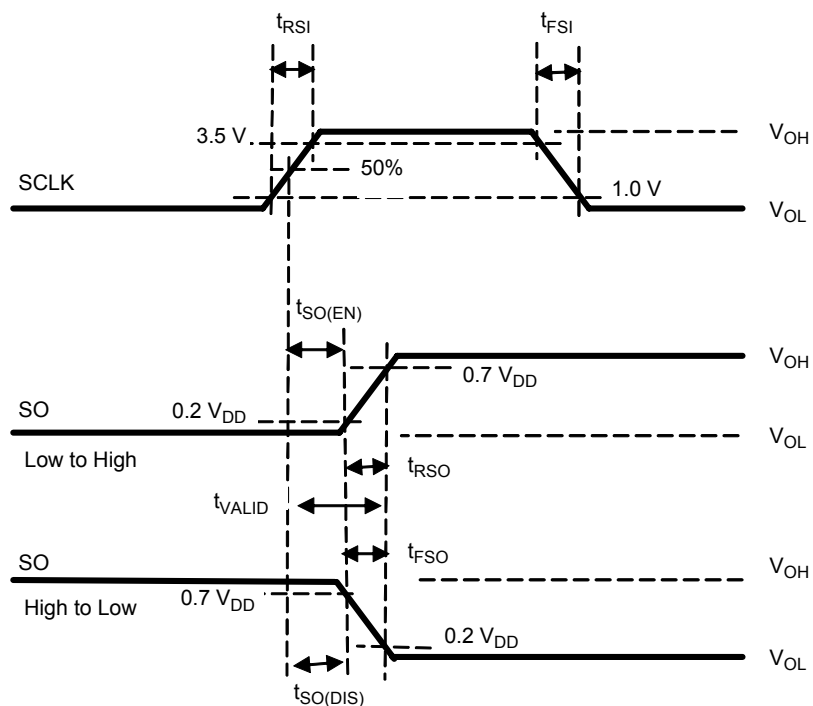 tRSI
tFSI
3.5 V
VOH
50%
SCLK
1.0 V
VOL
tSO(EN)
VOH
0.7 VDD
SO
0.2 VDD
VOL
Low to High
tRSO
tVALID
tFSO
SO
VOH
0.7 VDD
High to Low
0.2 VDD
VOL
tSO(DIS)